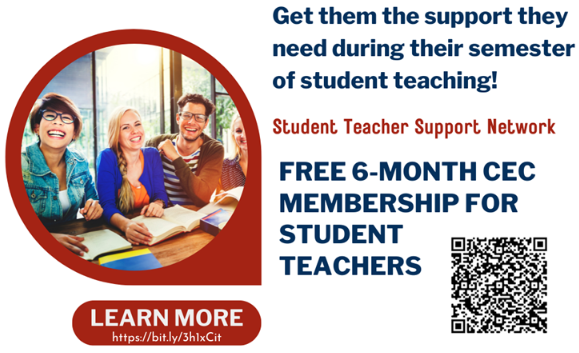 Get them the support they
need during their semester
of student teaching!
Student Teacher Support Network
FREE 6-MONTH CEC
MEMBERSHIP FOR
STUDENT
TEACHERS
LEARN MORE
https://bit.ly/3h1xCit